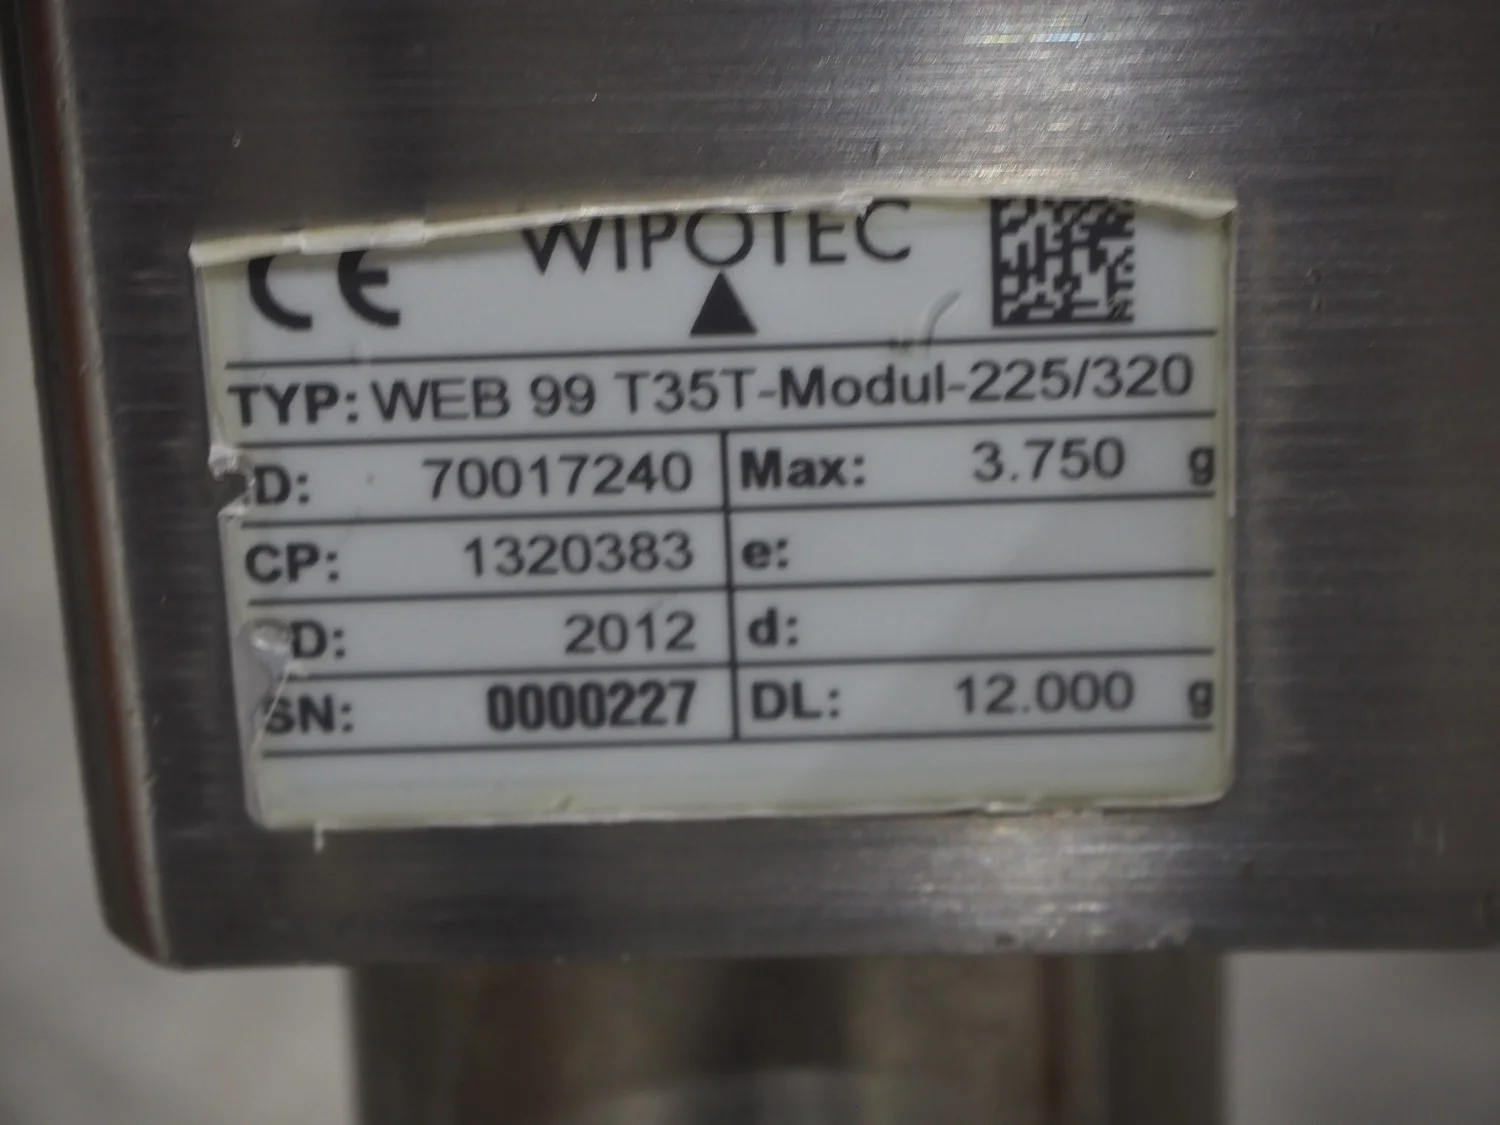 CE WIPOTEC
TYP: WEB 99 T35T-Modul-225/320
D: 70017240 Max: 3.750 g
CP: 1320383 e:
D: 2012 d:
SN: 0000227 DL: 12.000 g